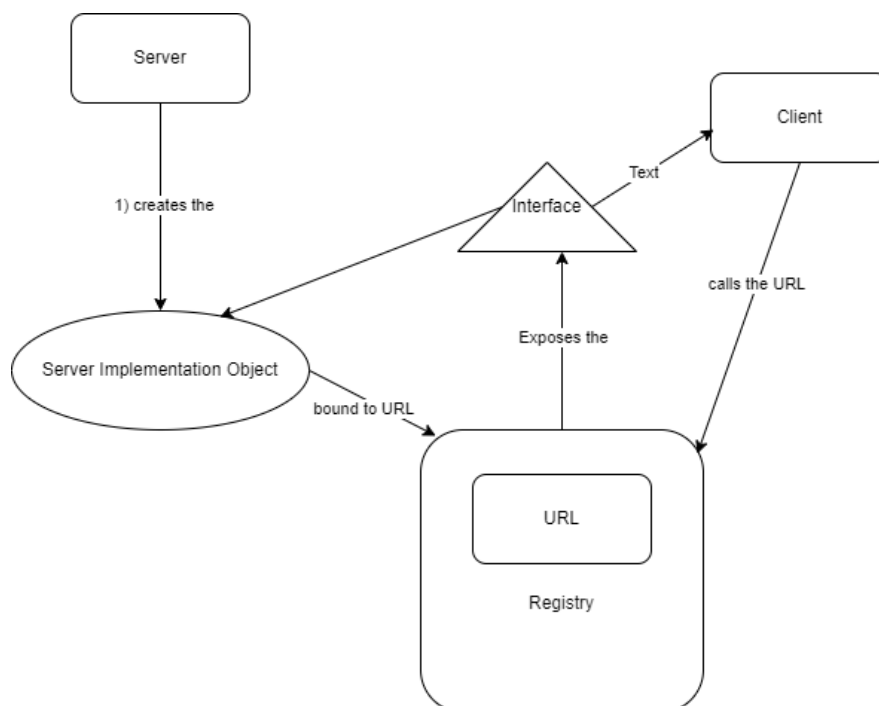 Server
Client
Text
Interface
1) creates the
calls the URL
Exposes the
Server Implementation Object
bound to URL
URL
Registry